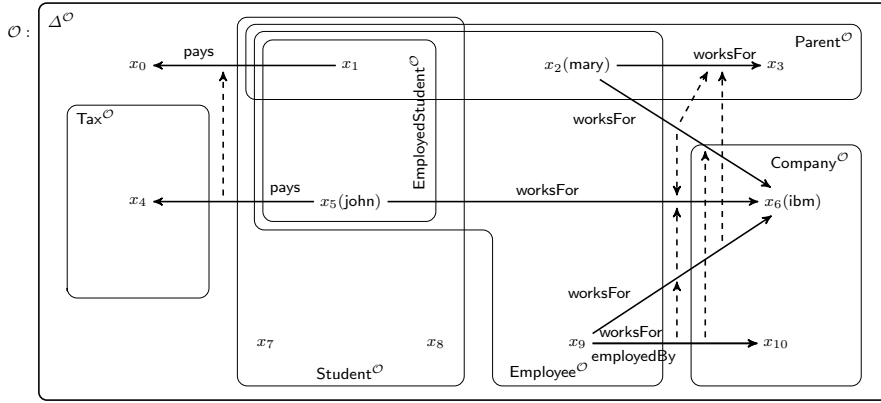 𝒪 : Δ^𝒪
Parent^𝒪
pays
worksFor
x₀
x₁
x₂(mary)
x₃
EmployedStudent^𝒪
Tax^𝒪
worksFor
Company^𝒪
x₄
pays
x₅(john)
worksFor
x₆(ibm)
worksFor
x₇
x₈
x₉
worksFor
x₁₀
employedBy
Student^𝒪
Employee^𝒪